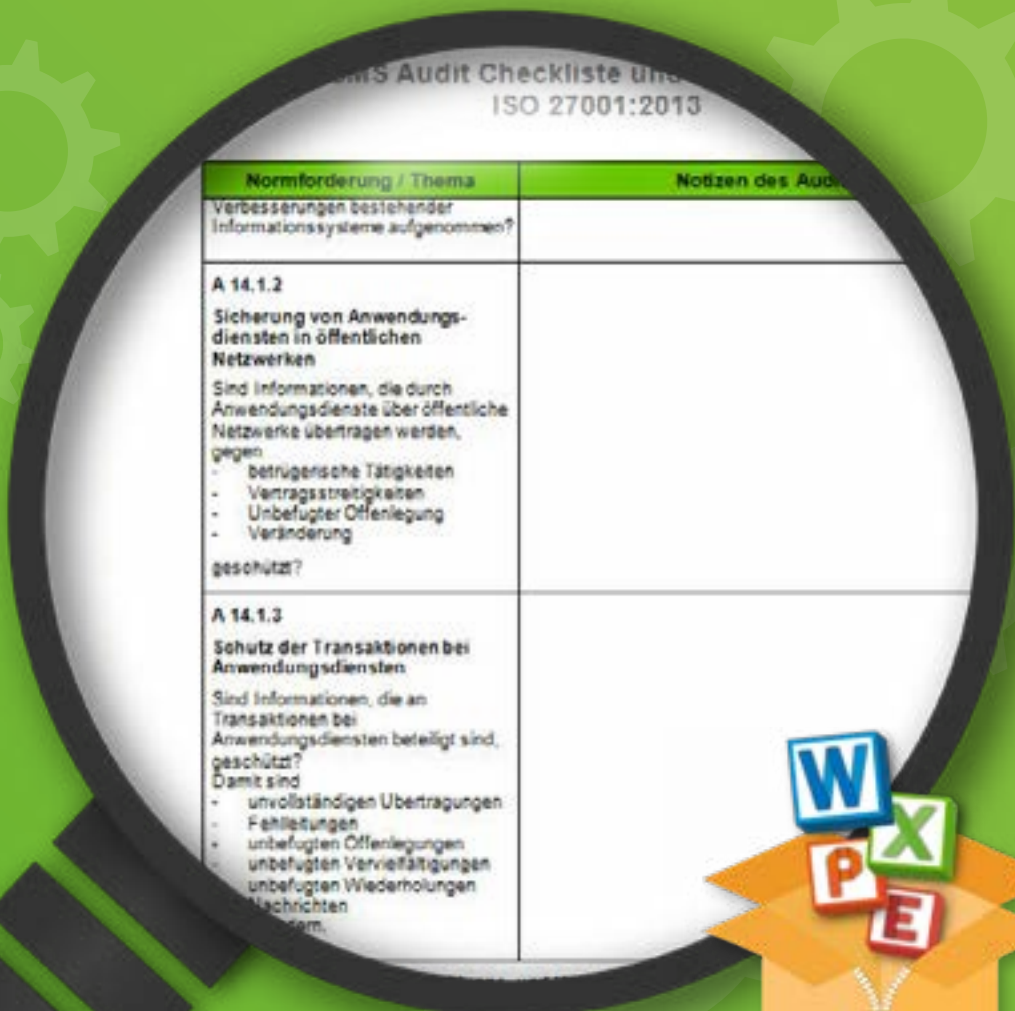 Audit Checkliste
ISO 27001:2013
Normforderung / Thema
Notizen des
Verbesserungen bestehender
Informationssysteme aufgenommen?
A 14.1.2
Sicherung von Anwendungs-
diensten in öffentlichen
Netzwerken
Sind Informationen, die durch
Anwendungsdienste über öffentliche
Netzwerke übertragen werden,
gegen
- betrügerische Tätigkeiten
- Vertragsstreitigkeiten
- Unbefugter Offenlegung
- Veränderung
geschützt?
A 14.1.3
Schutz der Transaktionen bei
Anwendungsdiensten
Sind Informationen, die an
Transaktionen bei
Anwendungsdiensten beteiligt sind,
geschützt?
Damit sind
- unvollständigen Übertragungen
- Fehlleitungen
- unbefugten Offenlegungen
- unbefugten Vervielfältigungen
unbefugten Wiederholungen
Nachrichten
W
X
P
E